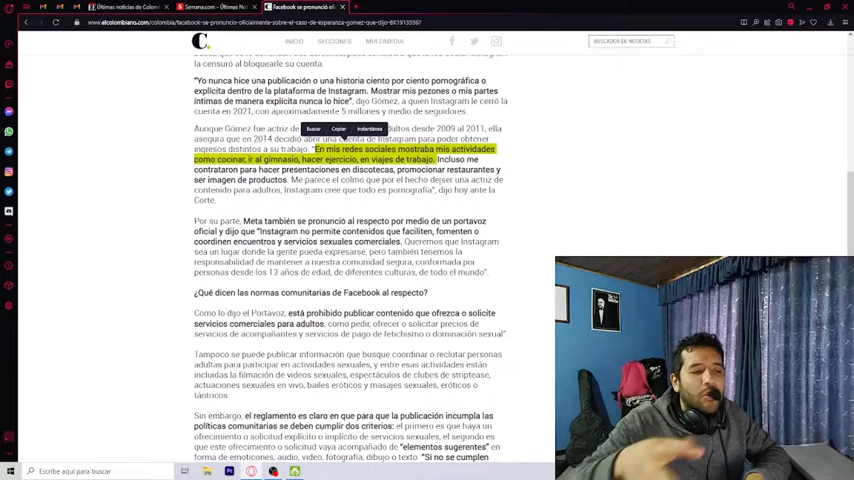 Últimas noticias de Colombia
Semana.com - Últimas Not
Facebook se pronunció oficial
www.elcolombiano.com/colombia/facebook-se-pronuncio-oficialmente-sobre-el-caso-de-esperanza-gomez-que-dijo-BK19135567
C.
INICIO
SECCIONES
MULTIMEDIA
BUSCADOR DE NOTICIAS
la censuró al bloquearle su cuenta.
"Yo nunca hice una publicación o una historia ciento por ciento pornográfica o
explícita dentro de la plataforma de Instagram. Mostrar mis pezones o mis partes
íntimas de manera explícita nunca lo hice", dijo Gómez, a quien Instagram le cerró la
cuenta en 2021, con aproximadamente 5 millones y medio de seguidores.
Buscar
Copiar
Instantánea
Aunque Gómez fue actriz de adultos desde 2009 al 2011, ella
asegura que en 2014 decidió abrir una cuenta de Instagram para poder obtener
ingresos distintos a su trabajo. "En mis redes sociales mostraba mis actividades
como cocinar, ir al gimnasio, hacer ejercicio, en viajes de trabajo. Incluso me
contrataron para hacer presentaciones en discotecas, promocionar restaurantes y
ser imagen de productos. Me parece el colmo que por el hecho de ser una actriz de
contenido para adultos, Instagram cree que todo es pornografía", dijo hoy ante la
Corte.
Por su parte, Meta también se pronunció al respecto por medio de un portavoz
oficial y dijo que "Instagram no permite contenidos que faciliten, fomenten o
coordinen encuentros y servicios sexuales comerciales. Queremos que Instagram
sea un lugar donde la gente pueda expresarse, pero también tenemos la
responsabilidad de mantener a nuestra comunidad segura, conformada por
personas desde los 13 años de edad, de diferentes culturas, de todo el mundo".
¿Qué dicen las normas comunitarias de Facebook al respecto?
Como lo dijo el Portavoz, está prohibido publicar contenido que ofrezca o solicite
servicios comerciales para adultos, como pedir, ofrecer o solicitar precios de
servicios de acompañantes y servicios de pago de fetichismo o dominación sexual".
Tampoco se puede publicar información que busque coordinar o reclutar personas
adultas para participar en actividades sexuales, y entre esas actividades están
incluidas la filmación de videos sexuales, espectáculos de clubes de striptease,
actuaciones sexuales en vivo, bailes eróticos y masajes sexuales, eróticos o
tántricos.
Sin embargo, el reglamento es claro en que para que la publicación incumpla las
políticas comunitarias se deben cumplir dos criterios: el primero es que haya un
ofrecimiento o solicitud explícito o implícito de servicios sexuales, el segundo es
que este ofrecimiento o solicitud vaya acompañado de "elementos sugerentes" en
forma de emoticones, audio, video, fotografía, dibujo o texto. "Si no se cumplen
Escribe aquí para buscar